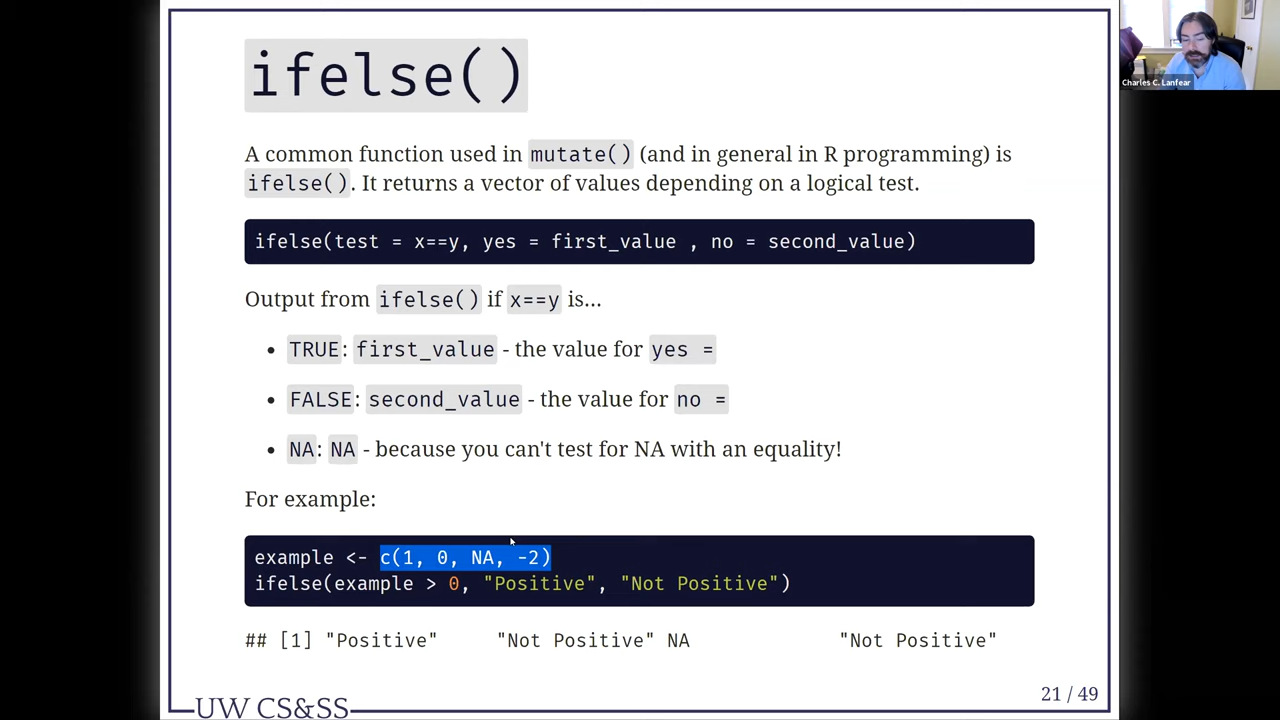 ifelse()
Charles C. Lanfear
A common function used in mutate() (and in general in R programming) is
ifelse(). It returns a vector of values depending on a logical test.
ifelse(test = x==y, yes = first_value , no = second_value)
Output from ifelse() if x==y is...
• TRUE: first_value - the value for yes =
• FALSE: second_value - the value for no =
• NA: NA - because you can't test for NA with an equality!
For example:
example <- c(1, 0, NA, -2)
ifelse(example > 0, "Positive", "Not Positive")
## [1] "Positive"     "Not Positive" NA             "Not Positive"
21 / 49
UW CS&SS